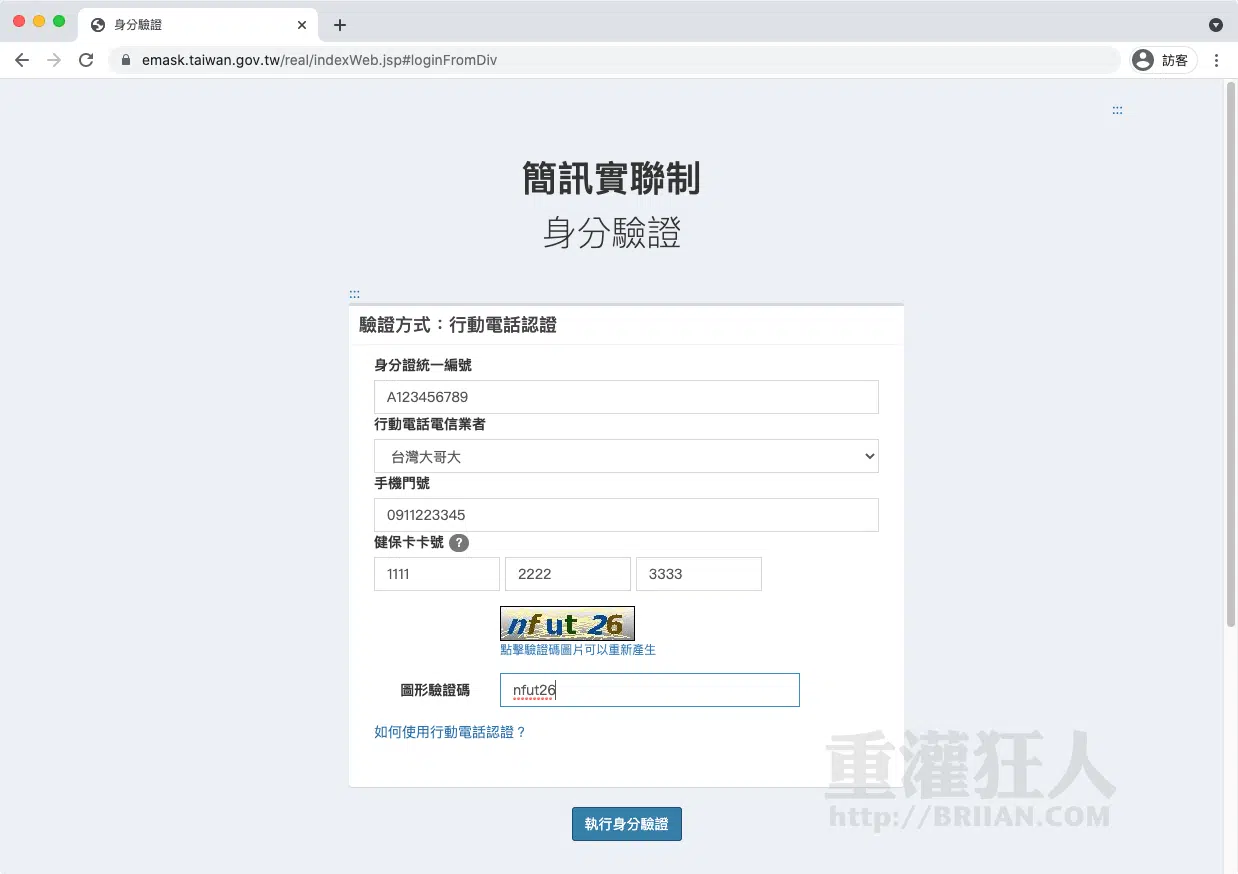 身分驗證
emask.taiwan.gov.tw/real/indexWeb.jsp#loginFromDiv
訪客
:::
簡訊實聯制
身分驗證
:::
驗證方式：行動電話認證
身分證統一編號
A123456789
行動電話電信業者
台灣大哥大
手機門號
0911223345
健保卡卡號 ?
1111 2222 3333
nfut 26
點擊驗證碼圖片可以重新產生
圖形驗證碼 nfut26
如何使用行動電話認證？
重灌狂人
http://BRIIAN.COM
執行身分驗證